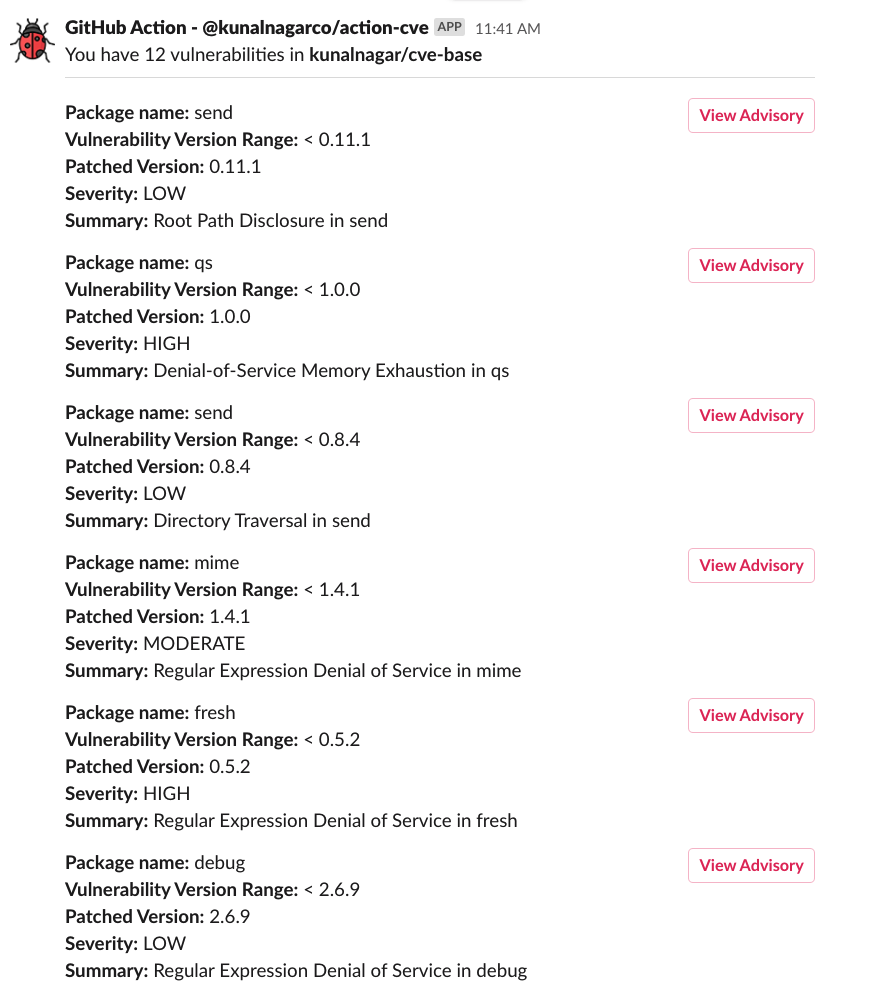 GitHub Action - @kunalnagarco/action-cve APP 11:41 AM
You have 12 vulnerabilities in kunalnagar/cve-base
Package name: send
View Advisory
Vulnerability Version Range: < 0.11.1
Patched Version: 0.11.1
Severity: LOW
Summary: Root Path Disclosure in send
Package name: qs
View Advisory
Vulnerability Version Range: < 1.0.0
Patched Version: 1.0.0
Severity: HIGH
Summary: Denial-of-Service Memory Exhaustion in qs
Package name: send
View Advisory
Vulnerability Version Range: < 0.8.4
Patched Version: 0.8.4
Severity: LOW
Summary: Directory Traversal in send
Package name: mime
View Advisory
Vulnerability Version Range: < 1.4.1
Patched Version: 1.4.1
Severity: MODERATE
Summary: Regular Expression Denial of Service in mime
Package name: fresh
View Advisory
Vulnerability Version Range: < 0.5.2
Patched Version: 0.5.2
Severity: HIGH
Summary: Regular Expression Denial of Service in fresh
Package name: debug
View Advisory
Vulnerability Version Range: < 2.6.9
Patched Version: 2.6.9
Severity: LOW
Summary: Regular Expression Denial of Service in debug